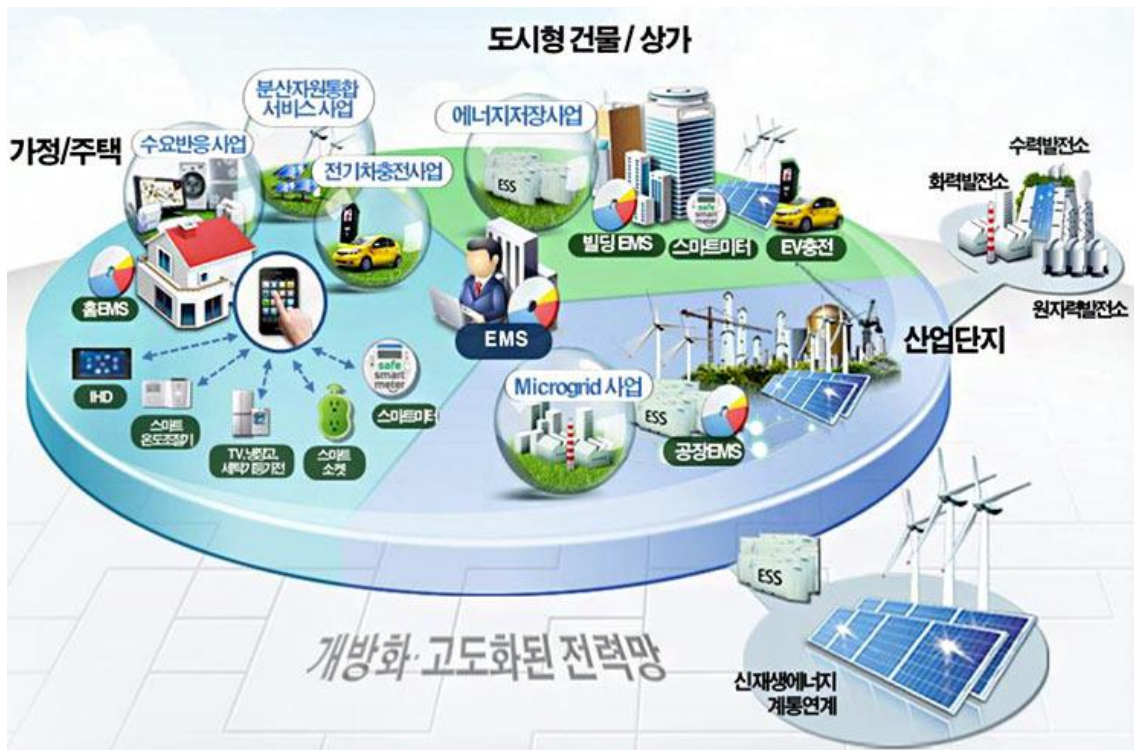 도시형 건물 / 상가
분산자원통합
서비스 사업
에너지저장사업
가정/주택
수요반응 사업
전기차충전사업
ESS
safe
smart
meter
수력발전소
화력발전소
원자력발전소
빌딩 EMS
스마트미터
EV충전
홈EMS
EMS
산업단지
safe
smart
meter
IHD
스마트
온도조절기
TV, 냉장고,
세탁기 등 가전
스마트
소켓
스마트미터
Microgrid 사업
ESS
공장EMS
ESS
개방화·고도화된 전력망
신재생에너지
계통연계